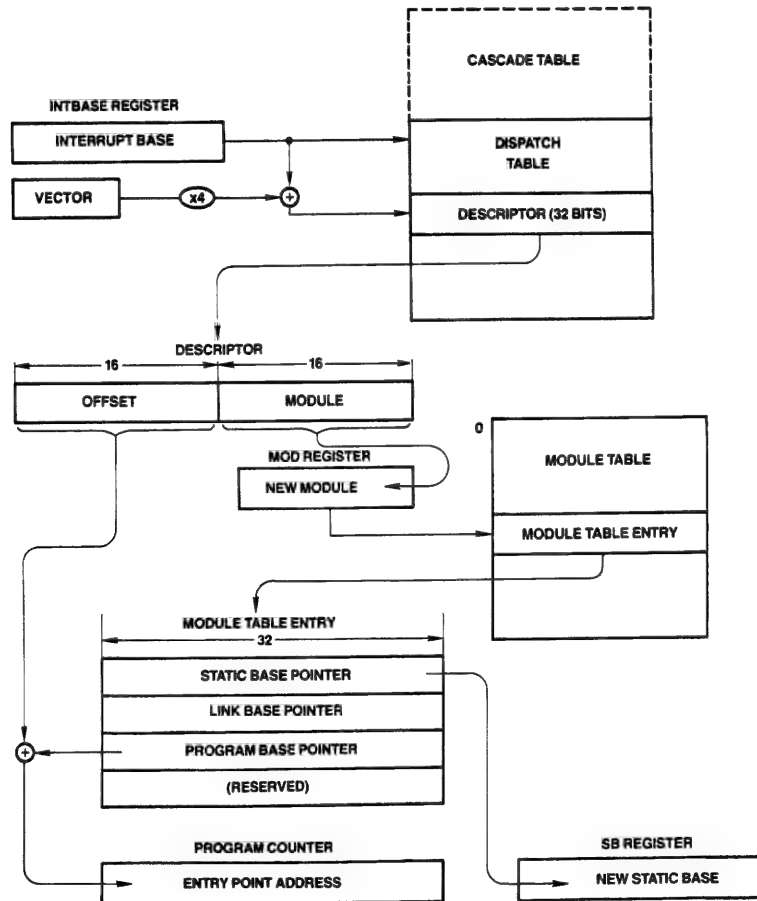 CASCADE TABLE
INTBASE REGISTER
INTERRUPT BASE
DISPATCH
TABLE
VECTOR
x4
+
DESCRIPTOR (32 BITS)
DESCRIPTOR
16
16
OFFSET
MODULE
0
MOD REGISTER
MODULE TABLE
NEW MODULE
MODULE TABLE ENTRY
MODULE TABLE ENTRY
32
STATIC BASE POINTER
LINK BASE POINTER
+
PROGRAM BASE POINTER
(RESERVED)
PROGRAM COUNTER
SB REGISTER
ENTRY POINT ADDRESS
NEW STATIC BASE